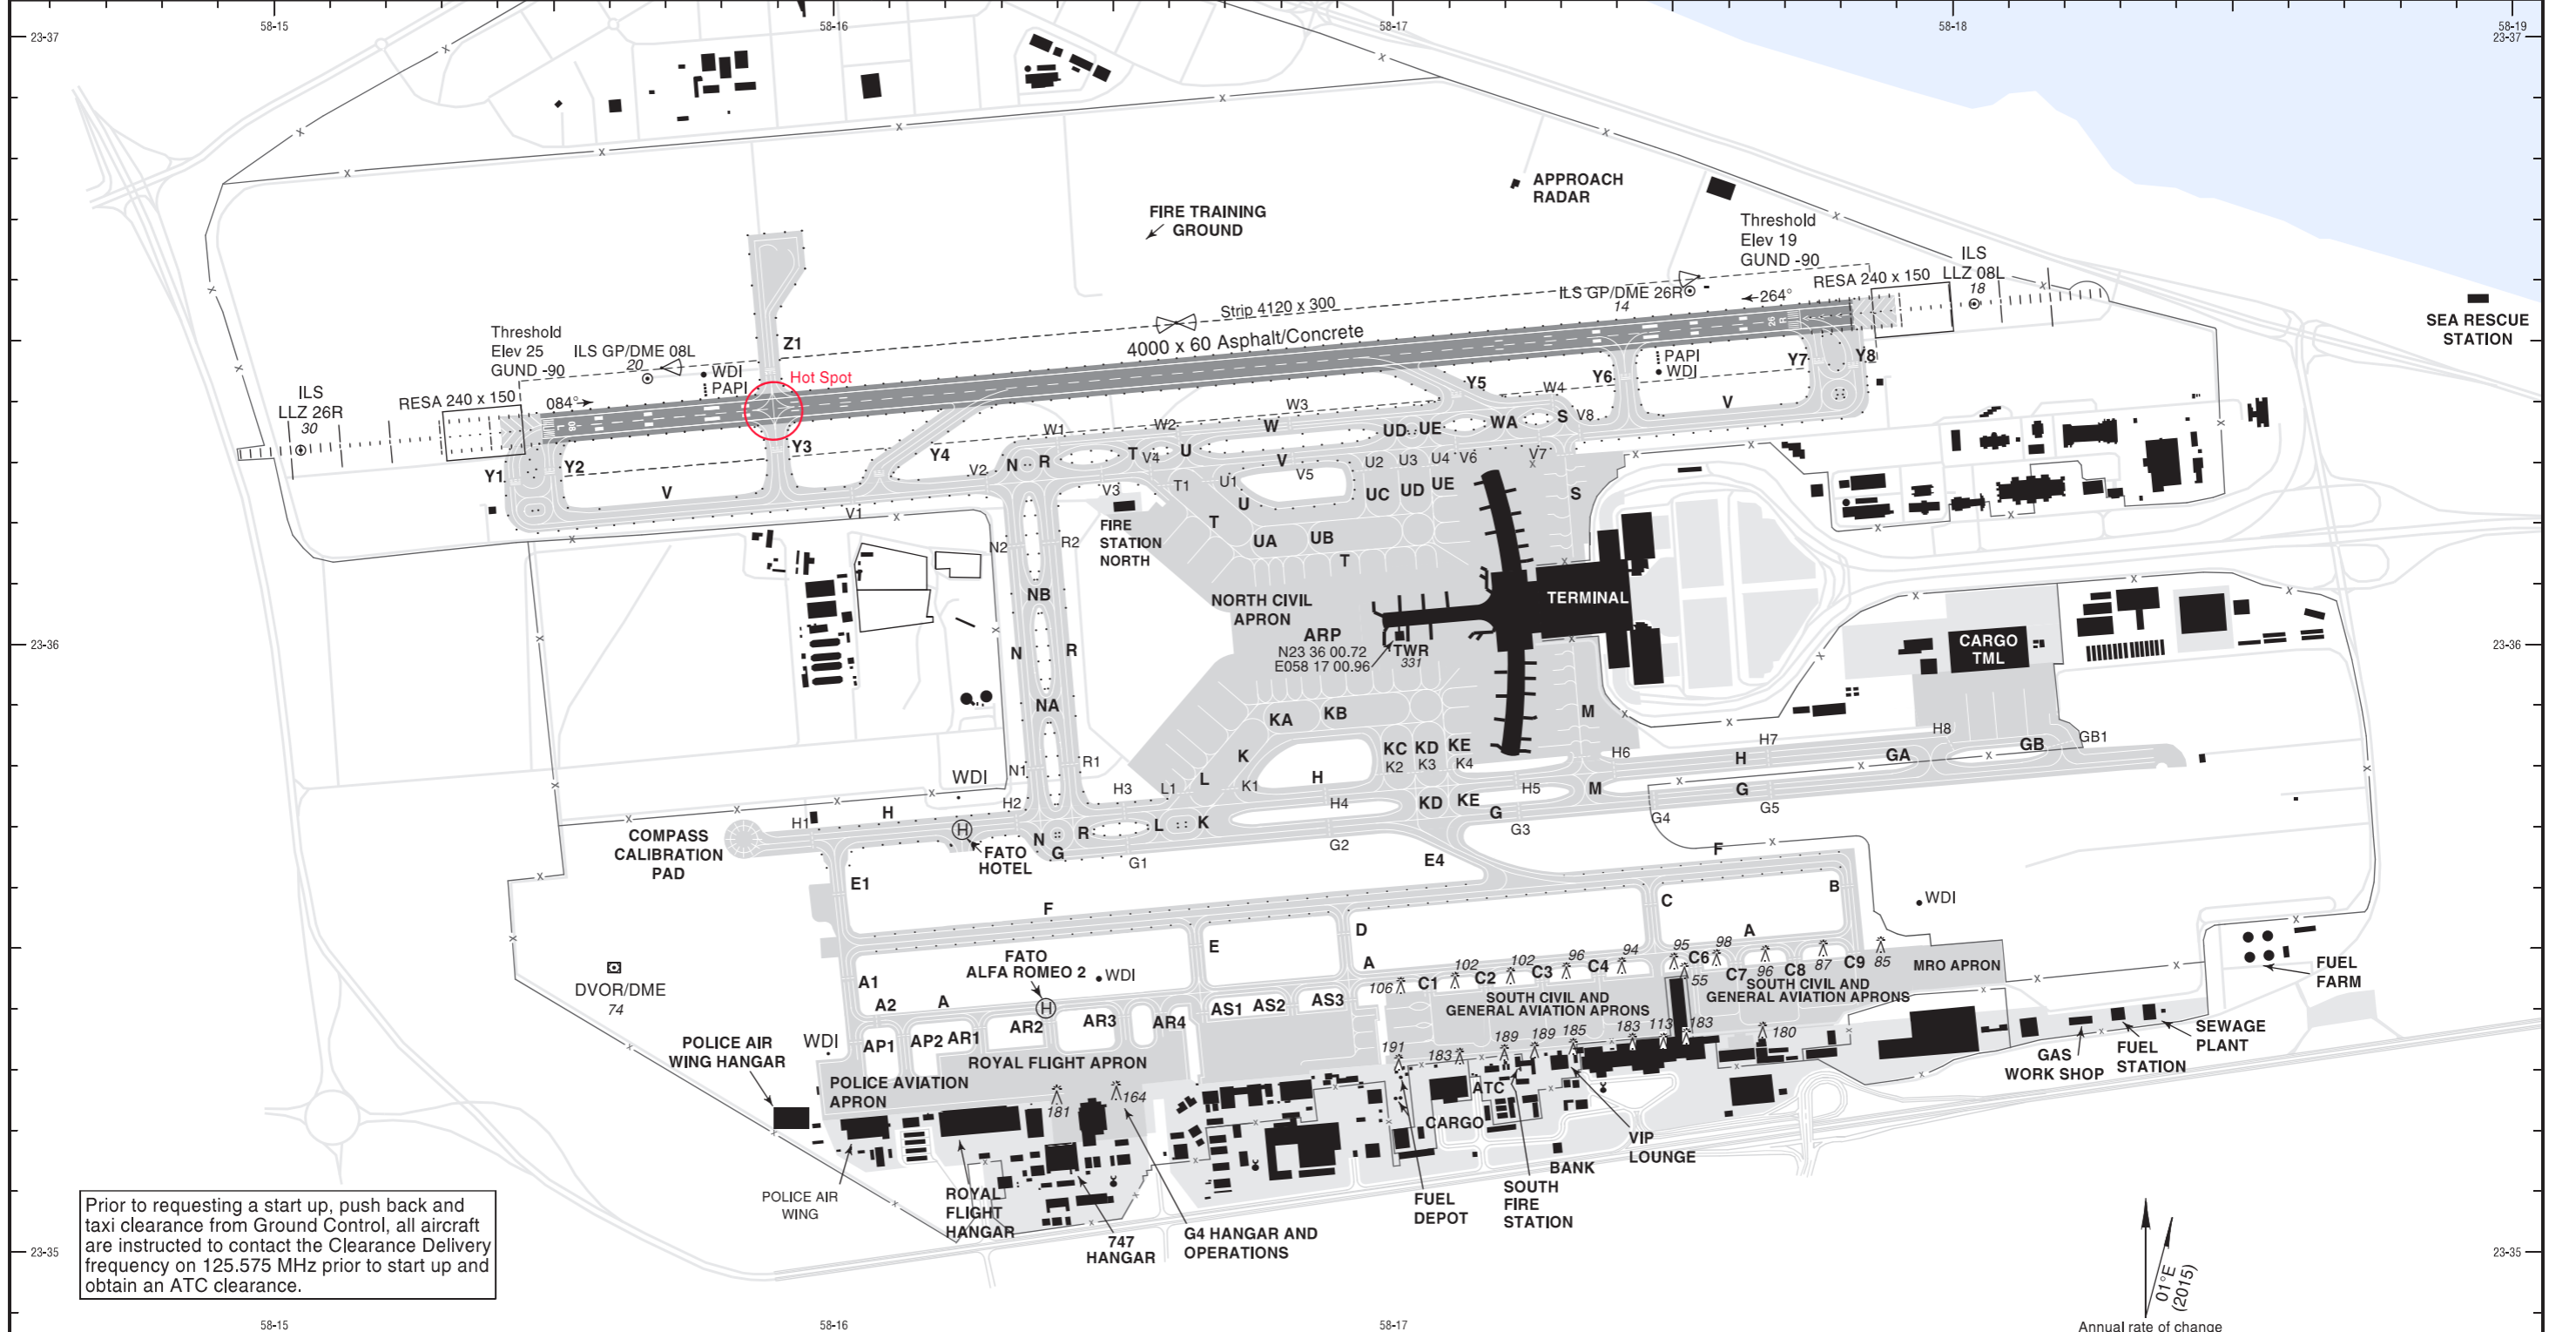 58-15
58-16
58-17
58-18
58-19
23-37
23-37
APPROACH
RADAR
FIRE TRAINING
GROUND
Threshold
Elev 19
GUND -90
ILS
LLZ 08L
18
RESA 240 x 150
ILS GP/DME 26R
14
264°
Strip 4120 x 300
4000 x 60 Asphalt/Concrete
26
R
SEA RESCUE
STATION
Z1
Hot Spot
Threshold
Elev 25
GUND -90
ILS GP/DME 08L
20
WDI
PAPI
ILS
LLZ 26R
30
RESA 240 x 150
084°
08
L
PAPI
WDI
Y7
Y8
Y6
Y5
W4
V
W3
V8
S
WA
W
UD
UE
W2
W1
Y4
Y3
Y2
Y1
V
V2
N
R
T
V4
U
V
V5
U2
U3
U4
V6
V7
V1
V3
T1
U1
U
UC
UD
UE
S
T
FIRE
STATION
NORTH
N2
R2
UA
UB
T
NB
NORTH CIVIL
APRON
TERMINAL
ARP
N23 36 00.72
E058 17 00.96
TWR
331
CARGO
TML
23-36
23-36
N
R
NA
KA
KB
M
K
KC
KD
KE
K2
K3
K4
H6
H7
H8
GB1
H
GA
GB
N1
R1
WDI
L
K1
H
H3
L1
H4
H5
M
G
G5
H2
H
H1
KD
KE
G
G3
G4
COMPASS
CALIBRATION
PAD
H
FATO
HOTEL
N
R
G
L
K
G1
G2
E4
F
E1
B
C
WDI
F
D
E
A
A
FATO
ALFA ROMEO 2
WDI
H
A1
A2
A
DVOR/DME
74
106
C1
102
C2
102
C3
96
C4
94
95
C6
98
55
C7
96
C8
87
C9
85
MRO APRON
SOUTH CIVIL AND
GENERAL AVIATION APRONS
SOUTH CIVIL AND
GENERAL AVIATION APRONS
FUEL
FARM
AS1
AS2
AS3
AR2
AR3
AR4
AP1
AP2
AR1
WDI
POLICE AIR
WING HANGAR
ROYAL FLIGHT APRON
POLICE AVIATION
APRON
191
183
189
189
185
183
113
183
180
SEWAGE
PLANT
GAS
WORK SHOP
FUEL
STATION
181
164
ATC
CARGO
VIP
LOUNGE
BANK
SOUTH
FIRE
STATION
FUEL
DEPOT
POLICE AIR
WING
ROYAL
FLIGHT
HANGAR
747
HANGAR
G4 HANGAR AND
OPERATIONS
Prior to requesting a start up, push back and
taxi clearance from Ground Control, all aircraft
are instructed to contact the Clearance Delivery
frequency on 125.575 MHz prior to start up and
obtain an ATC clearance.
23-35
23-35
01°E
(2015)
Annual rate of change
58-15
58-16
58-17